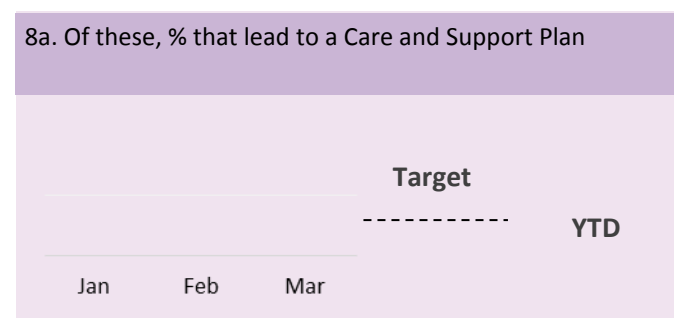 8a. Of these, % that lead to a Care and Support Plan
Target
YTD
Jan Feb Mar